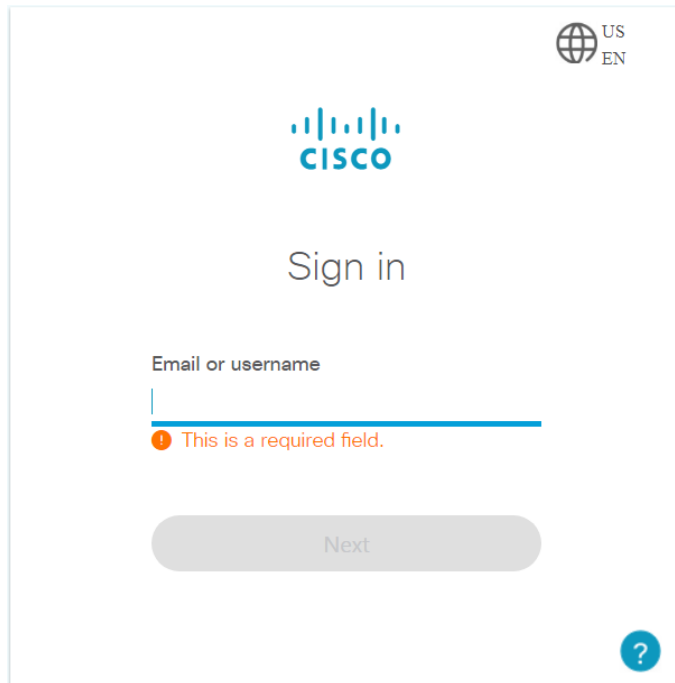 US
EN
CISCO
Sign in
Email or username
! This is a required field.
Next
?